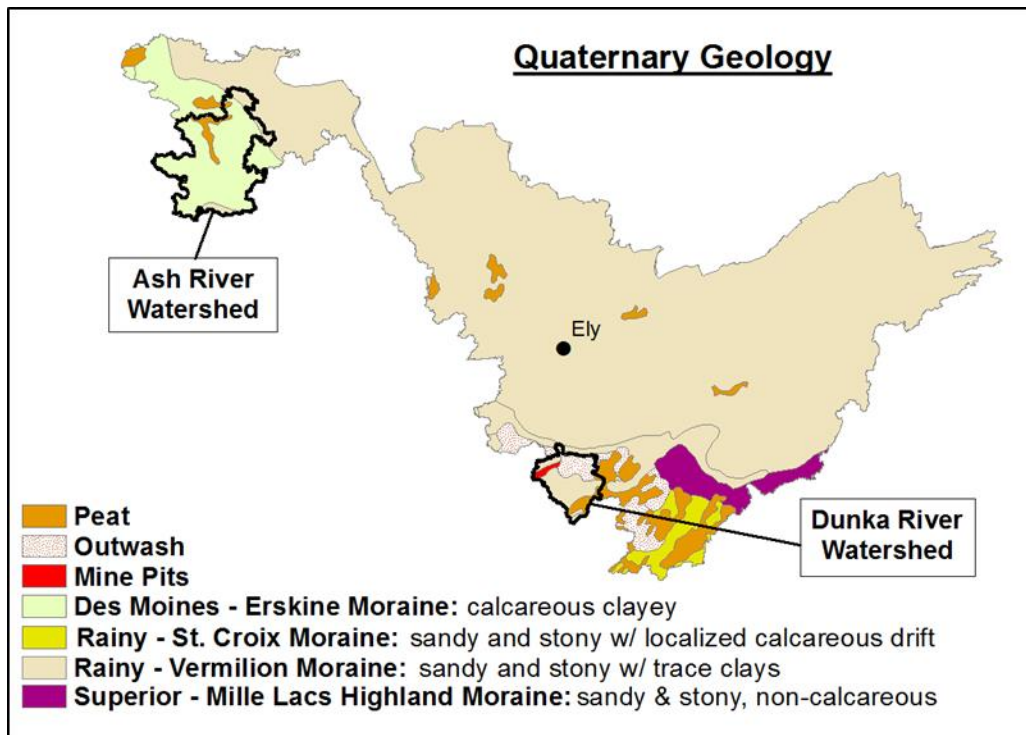 Quaternary Geology
Ash River
Watershed
Ely
Dunka River
Watershed
Peat
Outwash
Mine Pits
Des Moines - Erskine Moraine: calcareous clayey
Rainy - St. Croix Moraine: sandy and stony w/ localized calcareous drift
Rainy - Vermilion Moraine: sandy and stony w/ trace clays
Superior - Mille Lacs Highland Moraine: sandy & stony, non-calcareous